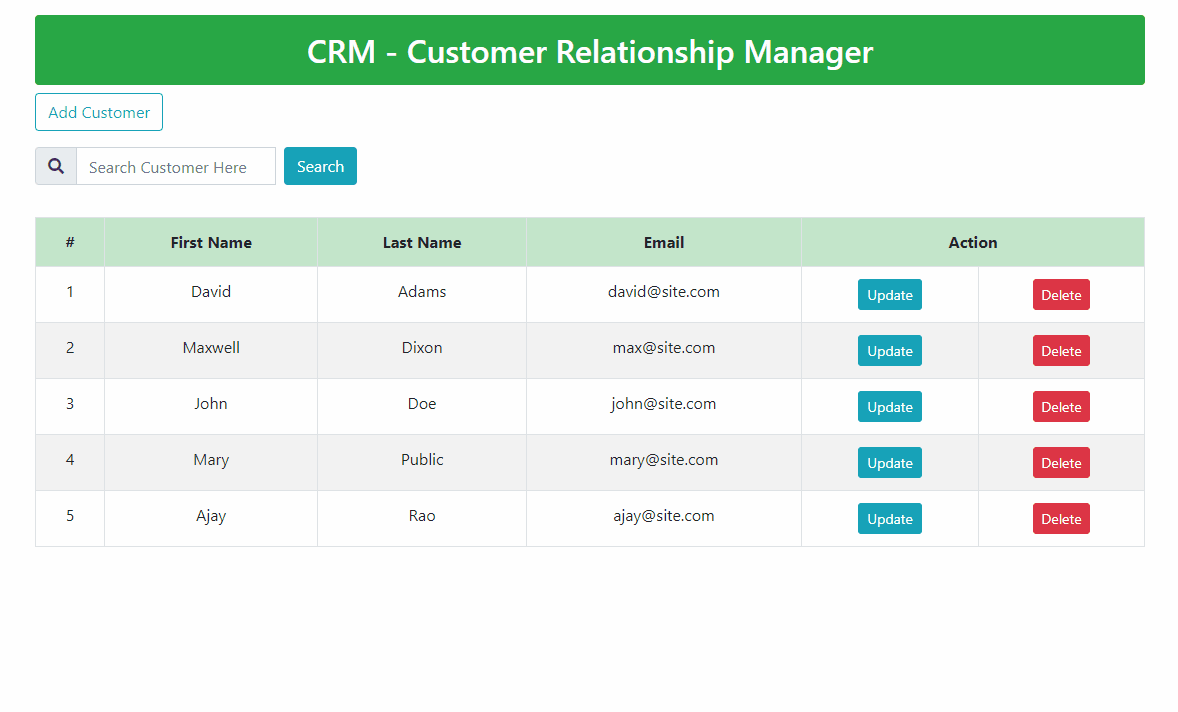 CRM - Customer Relationship Manager
Add Customer
Search Customer Here Search
# First Name Last Name Email Action
1 David Adams david@site.com Update Delete
2 Maxwell Dixon max@site.com Update Delete
3 John Doe john@site.com Update Delete
4 Mary Public mary@site.com Update Delete
5 Ajay Rao ajay@site.com Update Delete